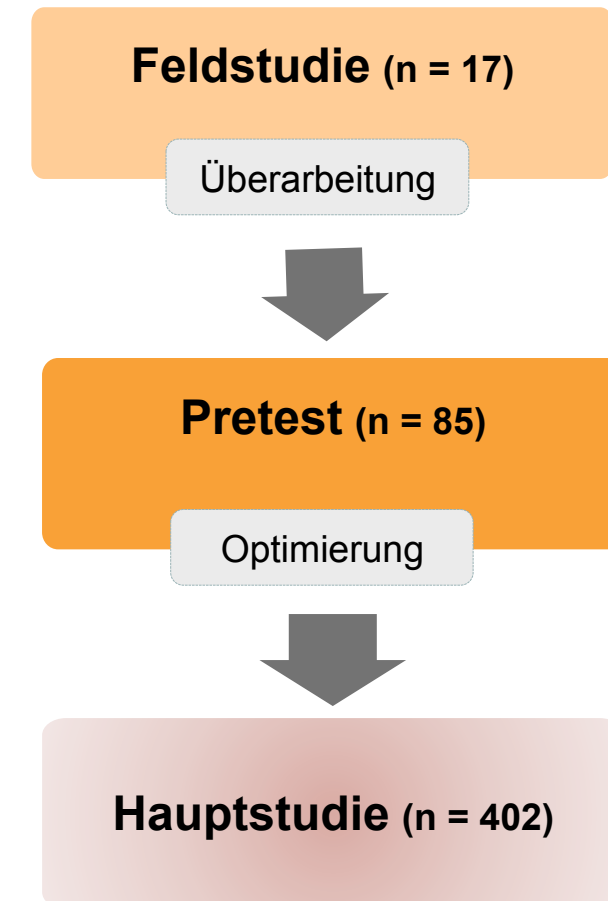 Feldstudie (n = 17)
Überarbeitung
Pretest (n = 85)
Optimierung
Hauptstudie (n = 402)